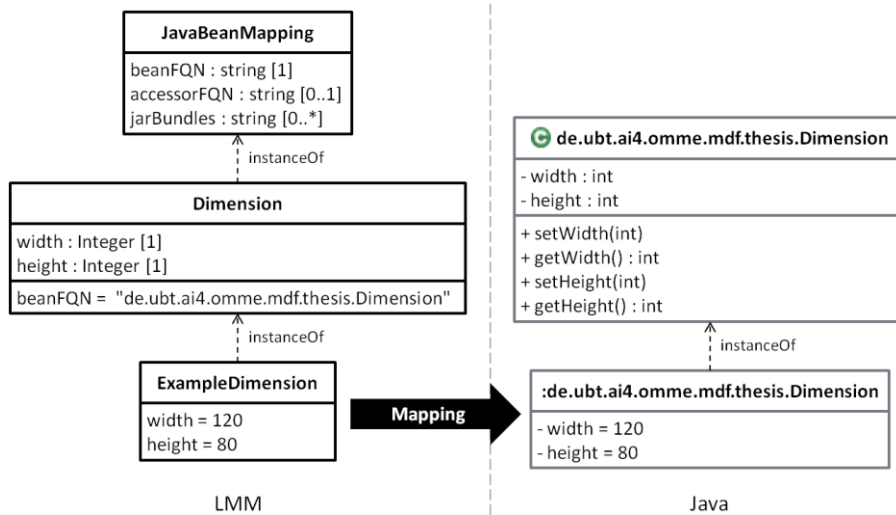 JavaBeanMapping
beanFQN : string [1]
accessorFQN : string [0..1]
jarBundles : string [0..*]
instanceOf
Dimension
width : Integer [1]
height : Integer [1]
beanFQN = "de.ubt.ai4.omme.mdf.thesis.Dimension"
instanceOf
ExampleDimension
width = 120
height = 80
Mapping
LMM
C de.ubt.ai4.omme.mdf.thesis.Dimension
- width : int
- height : int
+ setWidth(int)
+ getWidth() : int
+ setHeight(int)
+ getHeight() : int
instanceOf
:de.ubt.ai4.omme.mdf.thesis.Dimension
- width = 120
- height = 80
Java